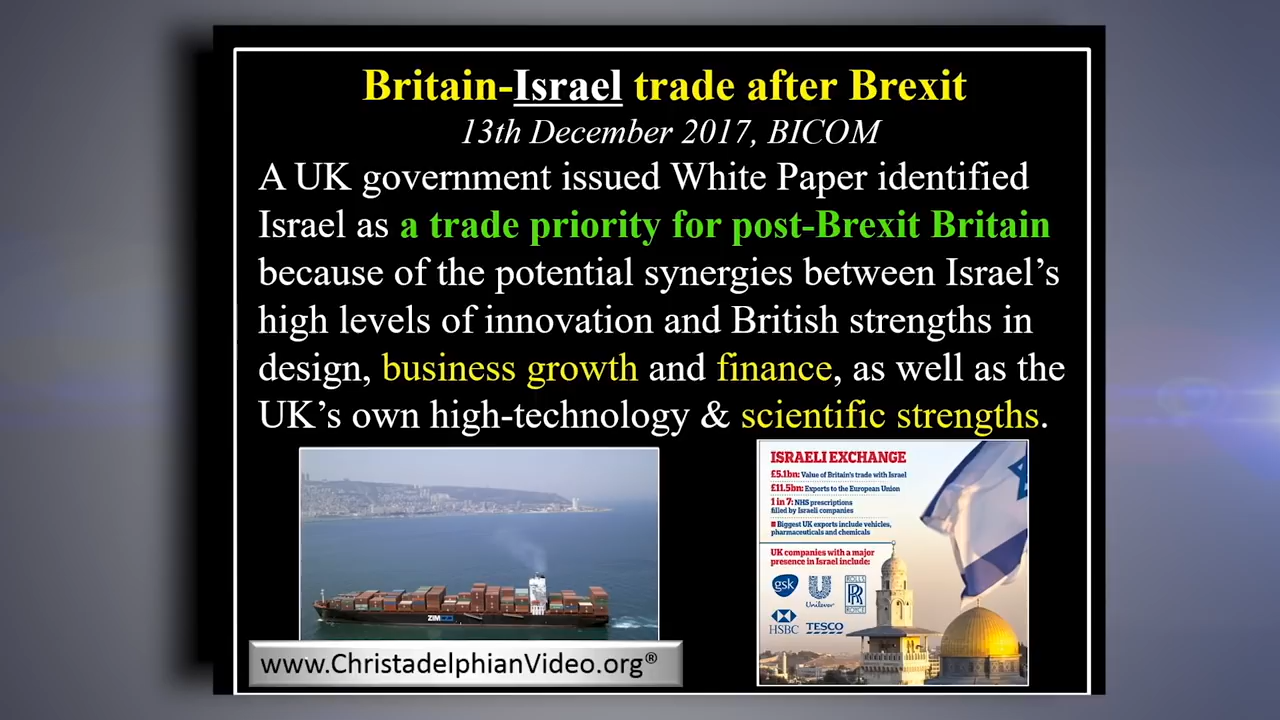 Britain-Israel trade after Brexit
13th December 2017, BICOM
A UK government issued White Paper identified
Israel as a trade priority for post-Brexit Britain
because of the potential synergies between Israel’s
high levels of innovation and British strengths in
design, business growth and finance, as well as the
UK’s own high-technology & scientific strengths.
ZIM
www.ChristadelphianVideo.org®
ISRAELI EXCHANGE
£5.1bn: Value of Britain's trade with Israel
£11.5bn: Exports to the European Union
1 in 7: NHS prescriptions
filled by Israeli companies
■ Biggest UK exports include vehicles,
pharmaceuticals and chemicals
UK companies with a major
presence in Israel include:
gsk
Unilever
ROLLS
RR
ROYCE
HSBC
TESCO